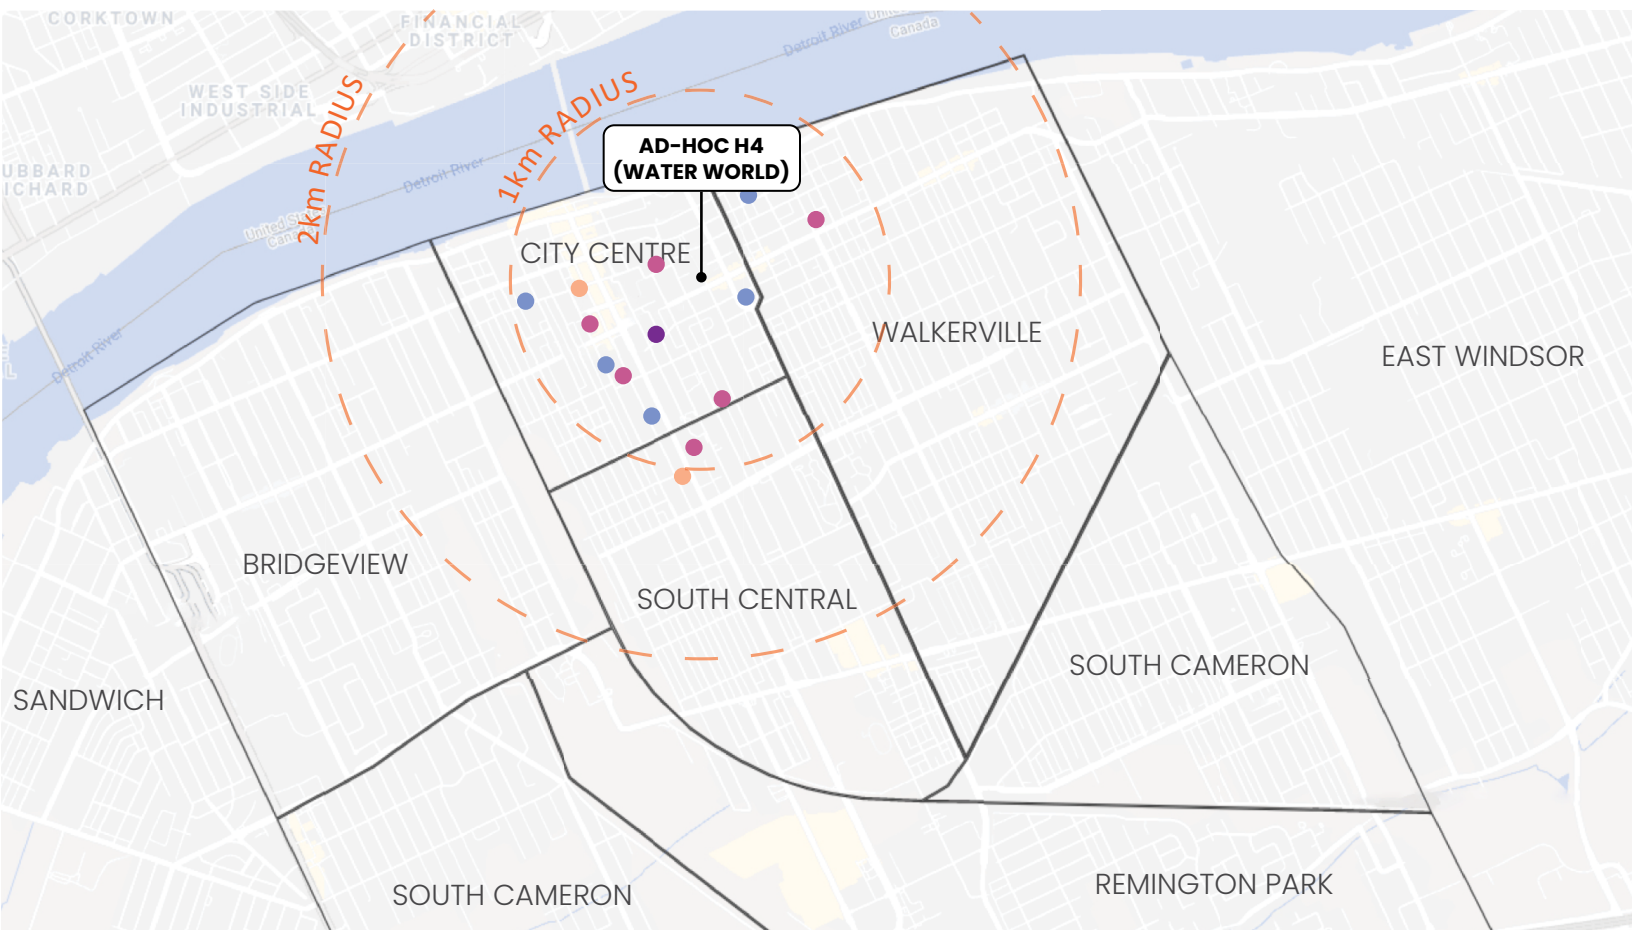 CORKTOWN
FINANCIAL
DISTRICT
Detroit River
Canada
WEST SIDE
INDUSTRIAL
2km RADIUS
1km RADIUS
AD-HOC H4
(WATER WORLD)
UBBARD
ICHARD
Detroit River
United
Canada
CITY CENTRE
Detroit River
WALKERVILLE
EAST WINDSOR
BRIDGEVIEW
SOUTH CENTRAL
SOUTH CAMERON
SANDWICH
SOUTH CAMERON
REMINGTON PARK